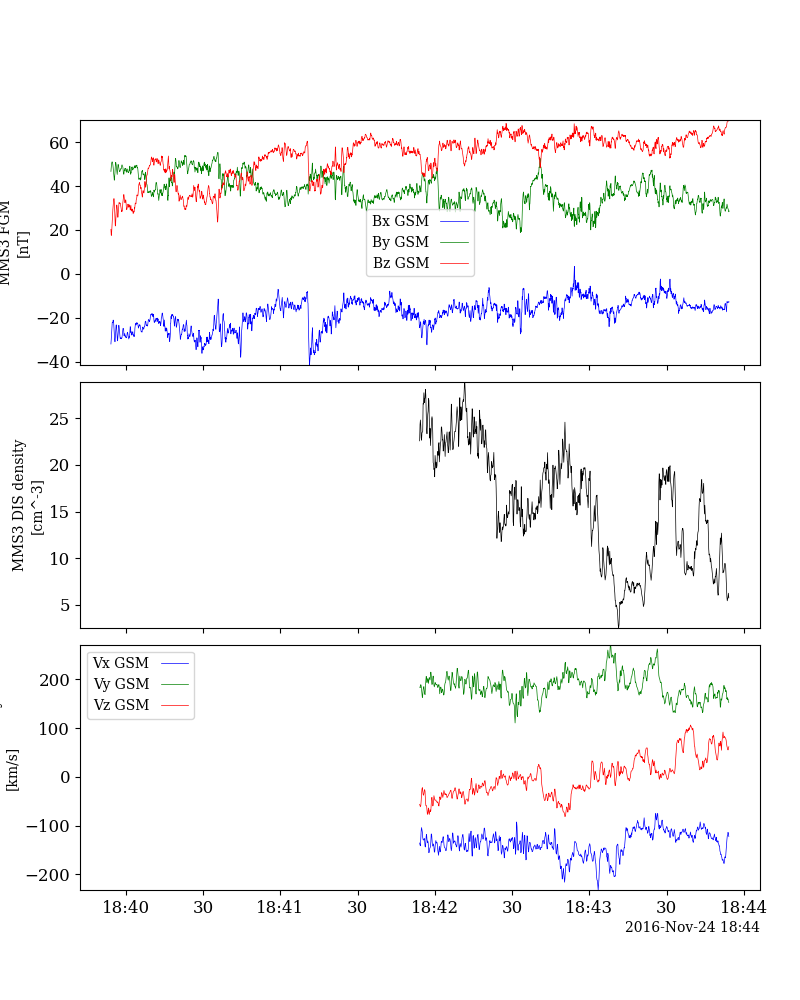 MMS3 FGM
[nT]
60
40
20
0
−20
−40
Bx GSM
By GSM
Bz GSM
MMS3 DIS density
[cm^-3]
25
20
15
10
5
[km/s]
200
100
0
−100
−200
Vx GSM
Vy GSM
Vz GSM
18:40 30 18:41 30 18:42 30 18:43 30 18:44
2016-Nov-24 18:44